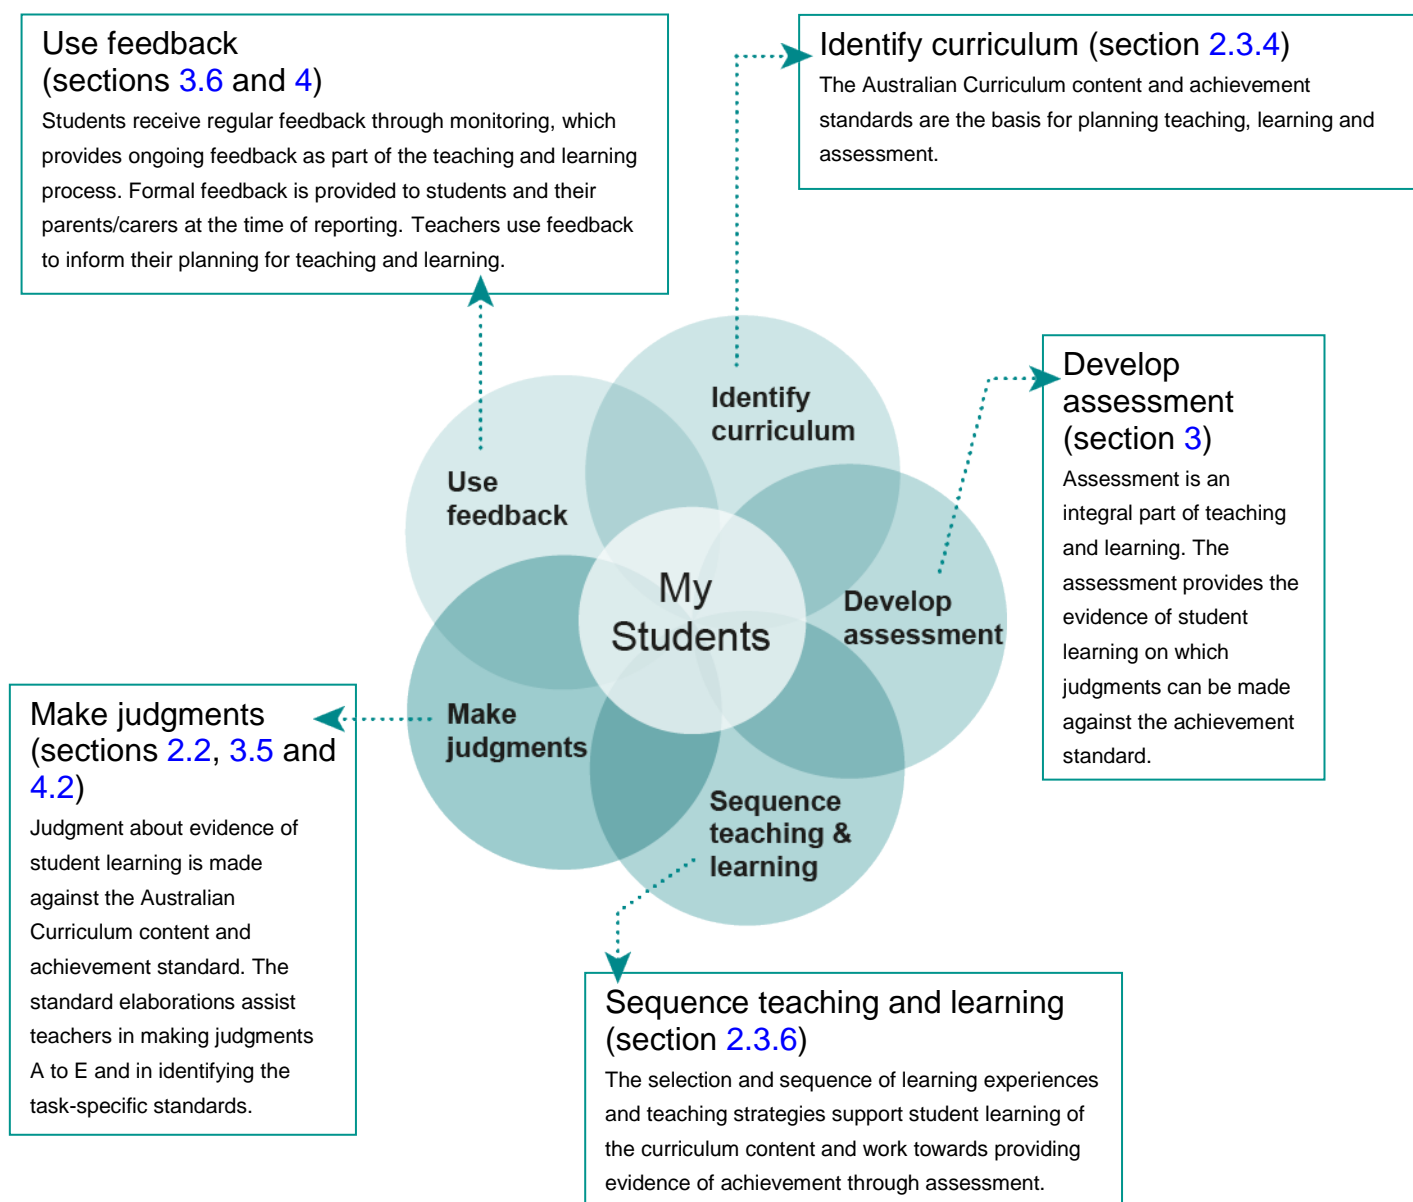 Use feedback
(sections 3.6 and 4)
Students receive regular feedback through monitoring, which
provides ongoing feedback as part of the teaching and learning
process. Formal feedback is provided to students and their
parents/carers at the time of reporting. Teachers use feedback
to inform their planning for teaching and learning.
Identify curriculum (section 2.3.4)
The Australian Curriculum content and achievement
standards are the basis for planning teaching, learning and
assessment.
Develop
assessment
(section 3)
Assessment is an
integral part of teaching
and learning. The
assessment provides the
evidence of student
learning on which
judgments can be made
against the achievement
standard.
Identify
curriculum
Use
feedback
My
Students
Develop
assessment
Make
judgments
Sequence
teaching &
learning
Make judgments
(sections 2.2, 3.5 and
4.2)
Judgment about evidence of
student learning is made
against the Australian
Curriculum content and
achievement standard. The
standard elaborations assist
teachers in making judgments
A to E and in identifying the
task-specific standards.
Sequence teaching and learning
(section 2.3.6)
The selection and sequence of learning experiences
and teaching strategies support student learning of
the curriculum content and work towards providing
evidence of achievement through assessment.